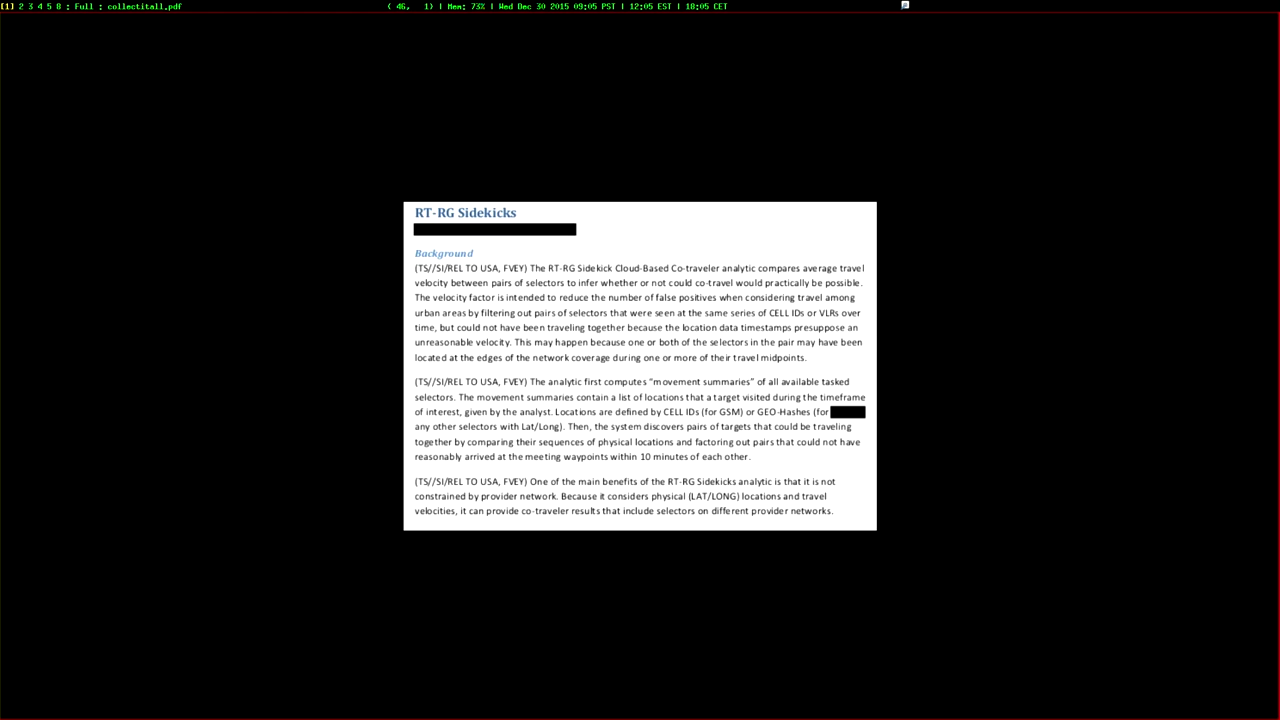 [1] 2 3 4 5 8 : Full : collectitall.pdf ( 46, 1) | Mem: 73% | Wed Dec 30 2015 09:05 PST | 12:05 EST | 18:05 CET
RT-RG Sidekicks
Background
(TS//SI/REL TO USA, FVEY) The RT-RG Sidekick Cloud-Based Co-traveler analytic compares average travel
velocity between pairs of selectors to infer whether or not could co-travel would practically be possible.
The velocity factor is intended to reduce the number of false positives when considering travel among
urban areas by filtering out pairs of selectors that were seen at the same series of CELL IDs or VLRs over
time, but could not have been traveling together because the location data timestamps presuppose an
unreasonable velocity. This may happen because one or both of the selectors in the pair may have been
located at the edges of the network coverage during one or more of their travel midpoints.
(TS//SI/REL TO USA, FVEY) The analytic first computes “movement summaries” of all available tasked
selectors. The movement summaries contain a list of locations that a target visited during the timeframe
of interest, given by the analyst. Locations are defined by CELL IDs (for GSM) or GEO-Hashes (for
any other selectors with Lat/Long). Then, the system discovers pairs of targets that could be traveling
together by comparing their sequences of physical locations and factoring out pairs that could not have
reasonably arrived at the meeting waypoints within 10 minutes of each other.
(TS//SI/REL TO USA, FVEY) One of the main benefits of the RT-RG Sidekicks analytic is that it is not
constrained by provider network. Because it considers physical (LAT/LONG) locations and travel
velocities, it can provide co-traveler results that include selectors on different provider networks.